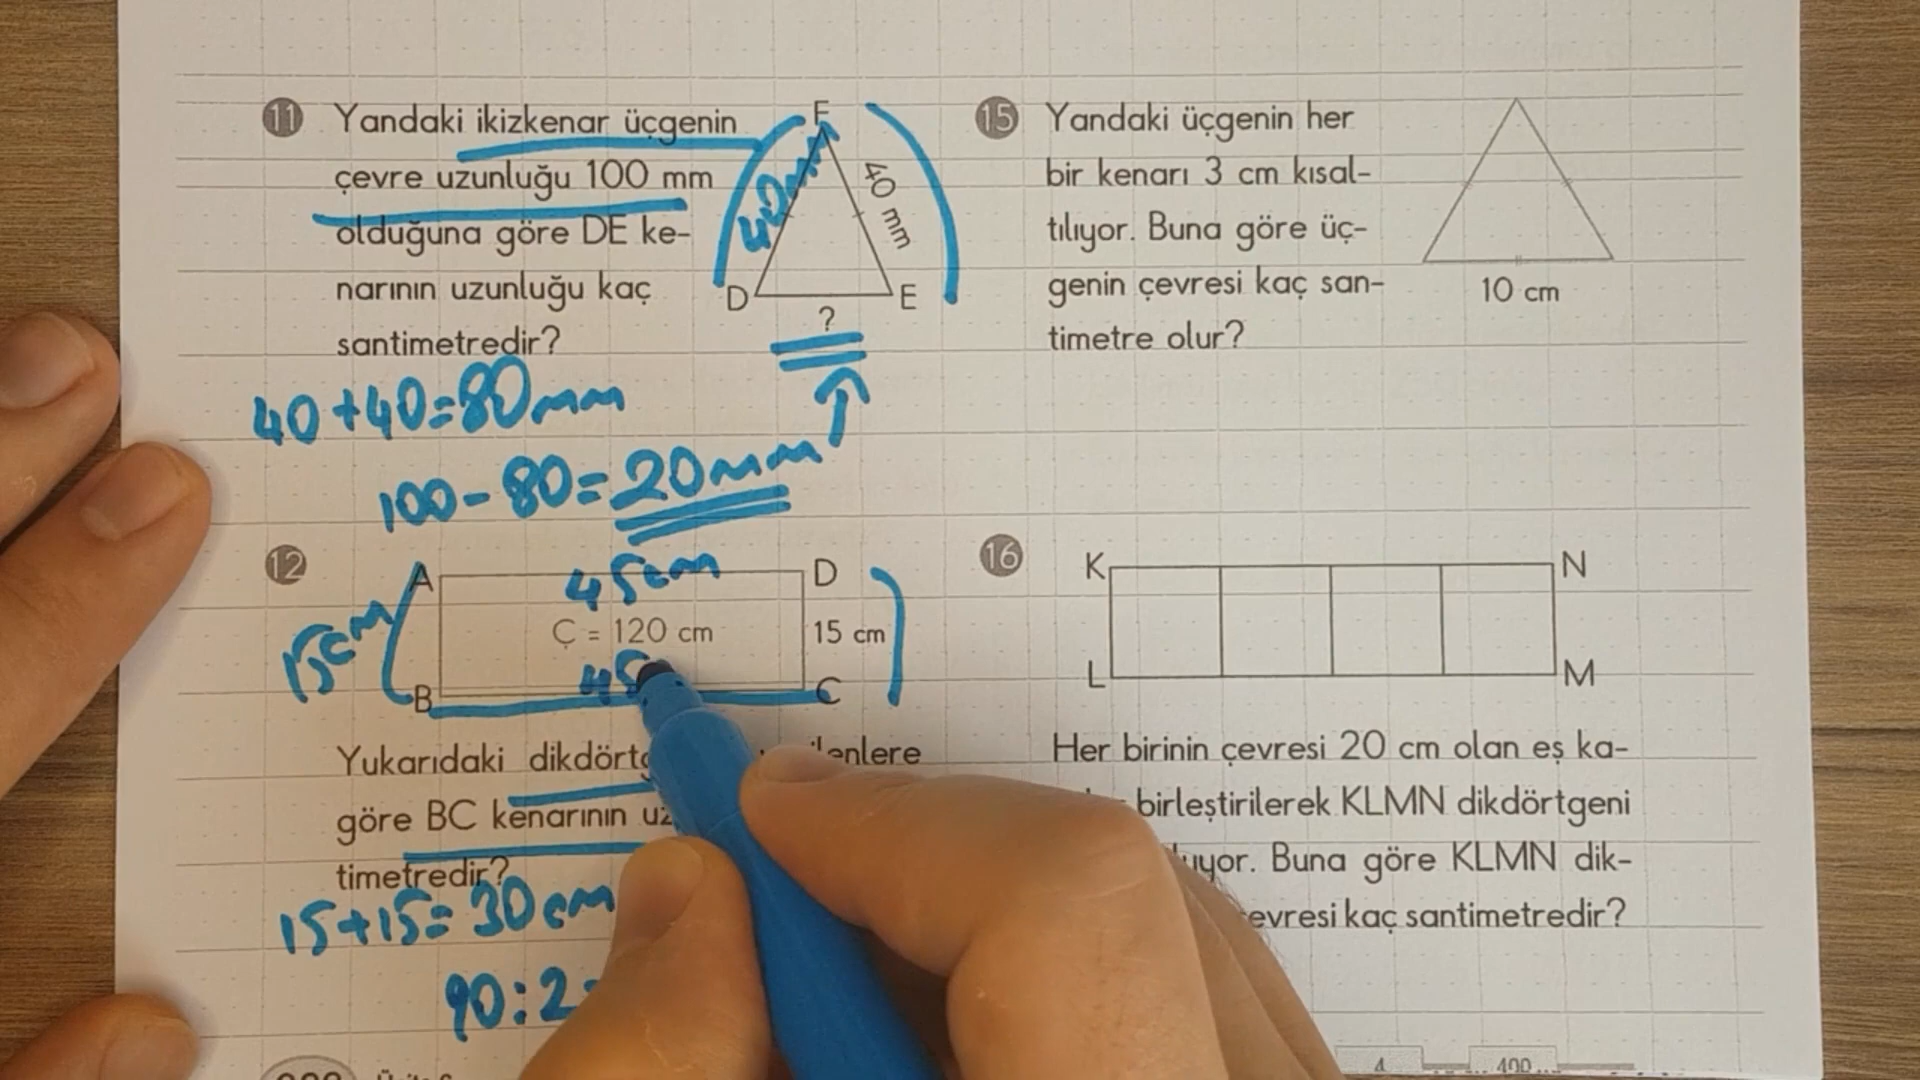 11 Yandaki ikizkenar üçgenin
çevre uzunluğu 100 mm
olduğuna göre DE ke-
narının uzunluğu kaç
santimetredir?
F
40mm
40 mm
D
E
?
40+40=80mm
100-80=20mm
12
A
45cm
D
15cm
Ç = 120 cm
15 cm
45
B
C
Yukarıdaki
göre BC kenarının
timetredir?
15+15=30cm
90:2=
15 Yandaki üçgenin her
bir kenarı 3 cm kısal-
tılıyor. Buna göre üç-
genin çevresi kaç san-
timetre olur?
10 cm
16
K
N
L
M
Her birinin çevresi 20 cm olan eş ka-
birleştirilerek KLMN dikdörtgeni
Buna göre KLMN dik-
kaç santimetredir?
4
400